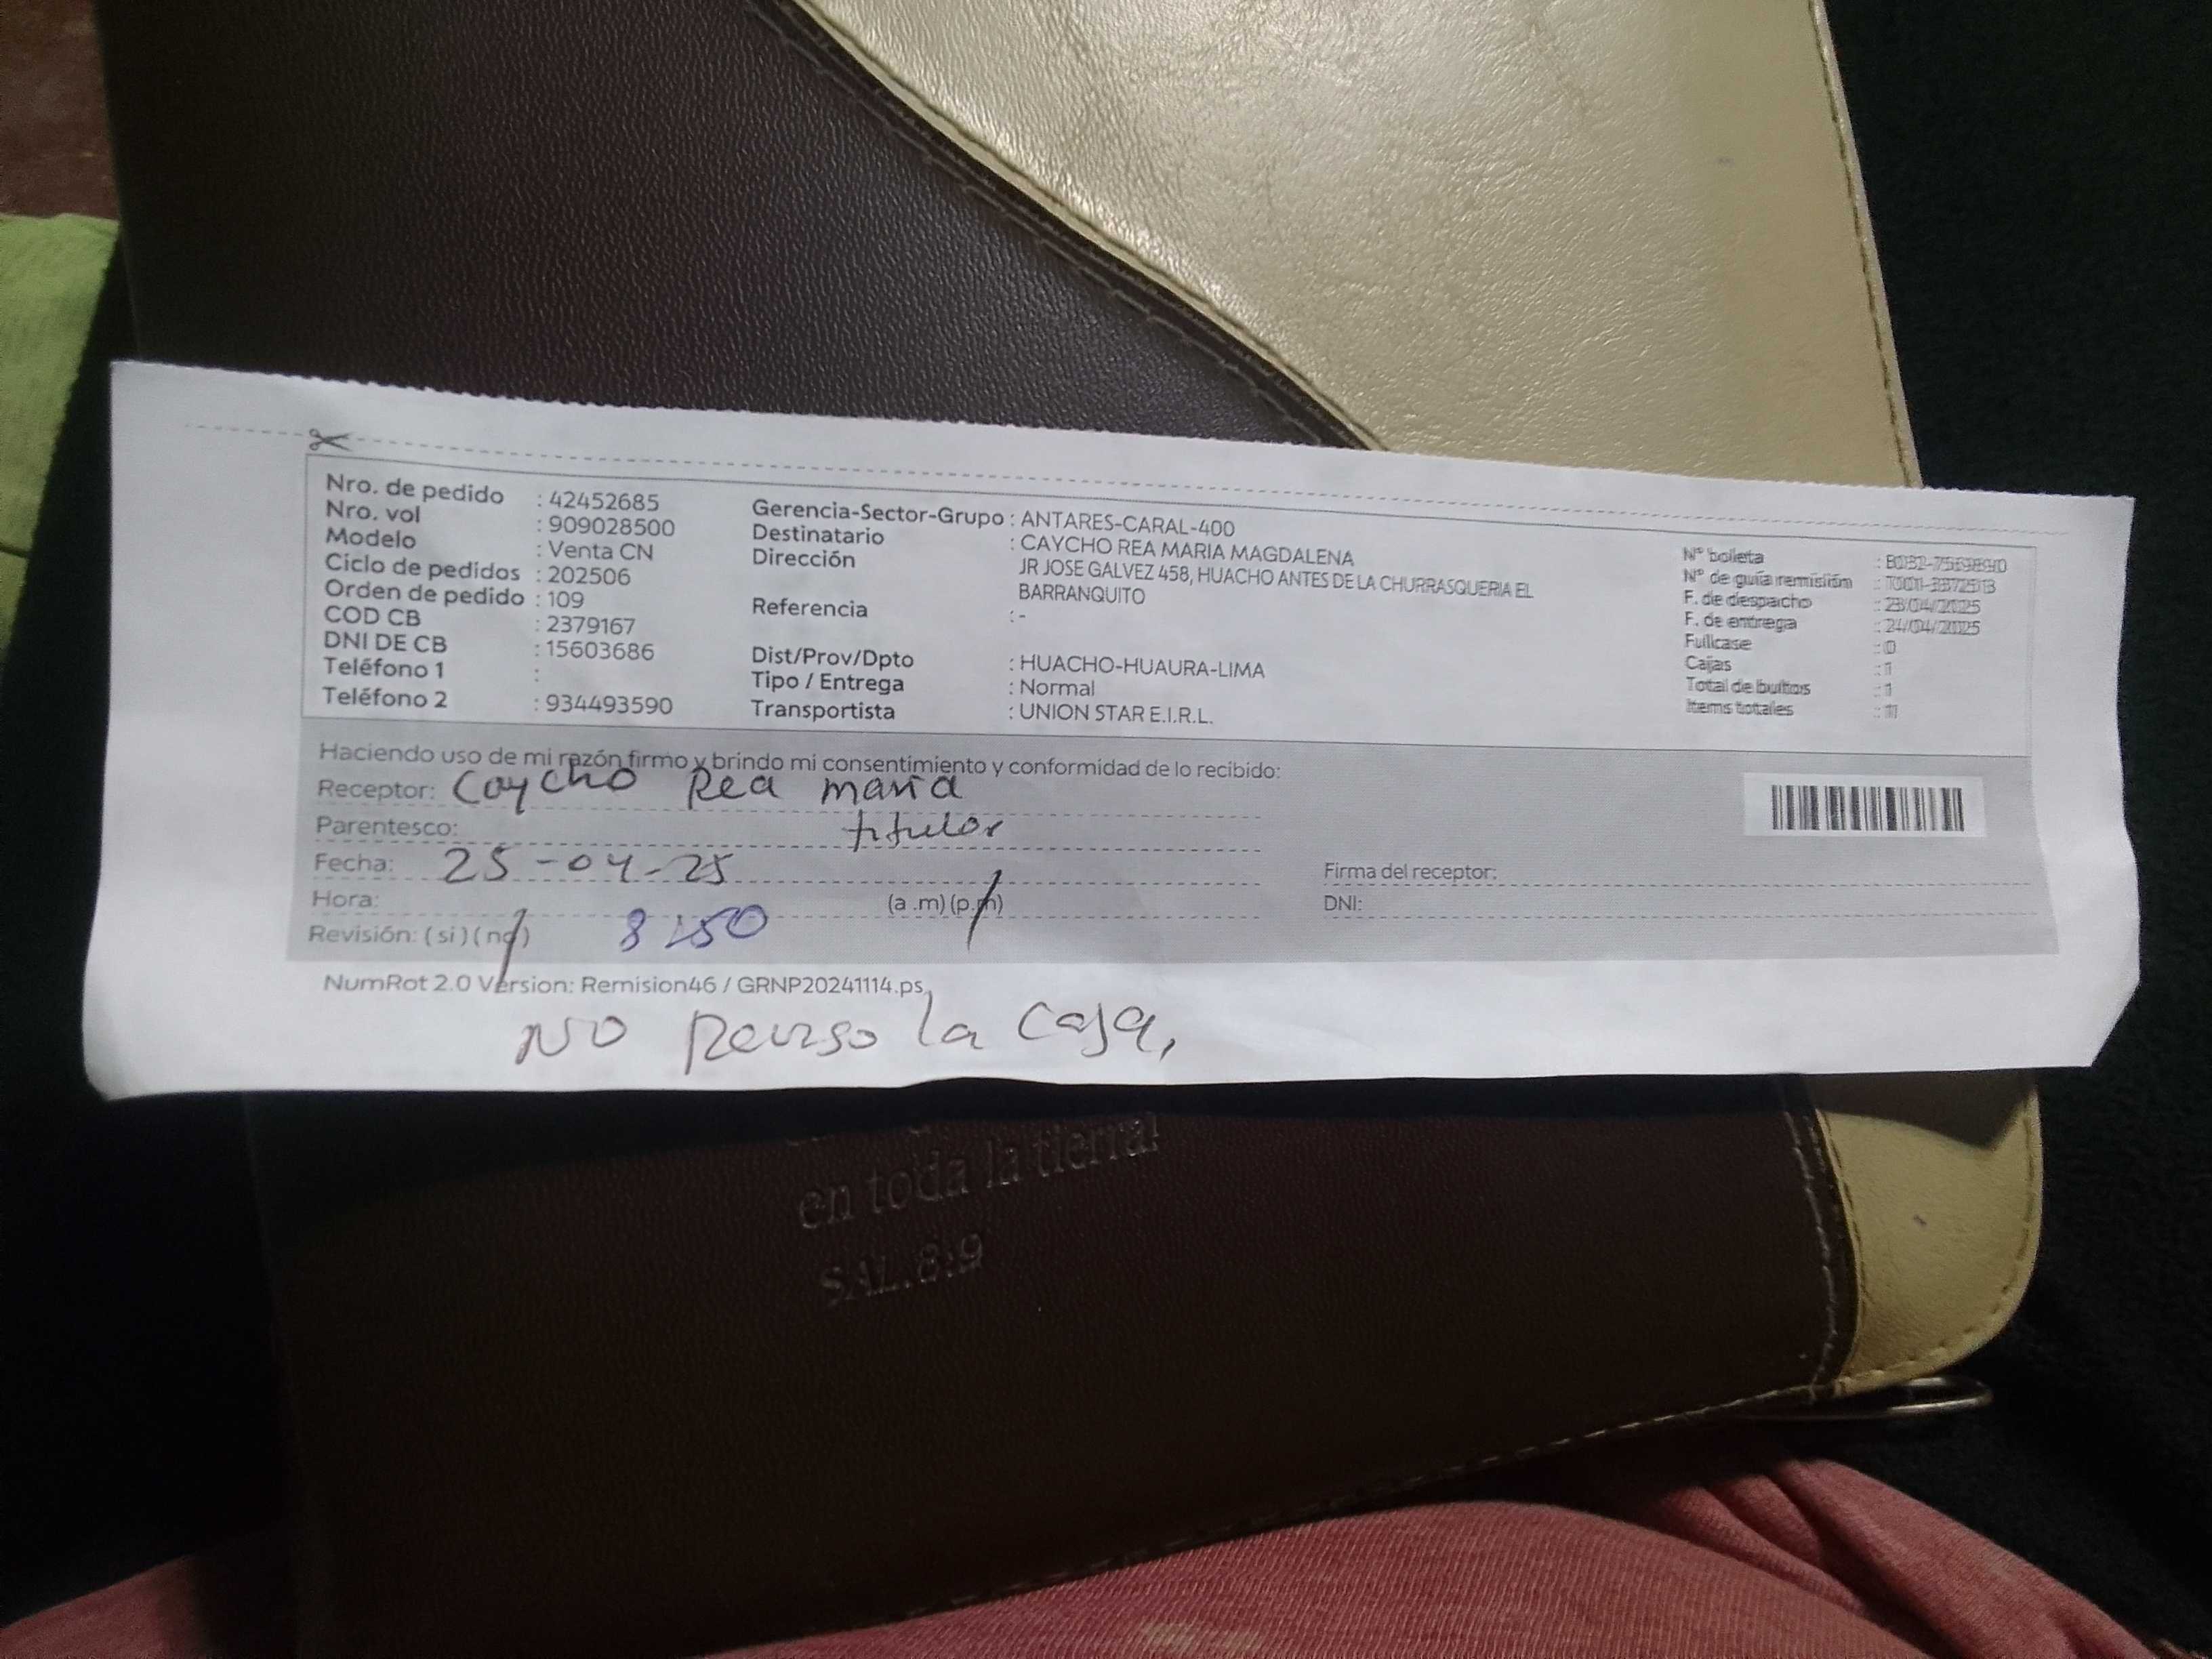 Nro. de pedido : 42452685
Nro. vol : 909028500
Modelo : Venta CN
Ciclo de pedidos : 202506
Orden de pedido : 109
COD CB : 2379167
DNI DE CB : 15603686
Teléfono 1 :
Teléfono 2 : 934493590
Gerencia-Sector-Grupo : ANTARES-CARAL-400
Destinatario : CAYCHO REA MARIA MAGDALENA
Dirección JR JOSE GALVEZ 458, HUACHO ANTES DE LA CHURRASQUERIA EL
BARRANQUITO
Referencia : -
Dist/Prov/Dpto : HUACHO-HUAURA-LIMA
Tipo / Entrega : Normal
Transportista : UNION STAR E.I.R.L.
N° boleta :
N° de guía remisión :
F. de despacho : 23/04/2025
F. de entrega : 24/04/2025
Fullcase : 0
Cajas : 1
Total de bultos : 1
Items totales :
Haciendo uso de mi razón firmo y brindo mi consentimiento y conformidad de lo recibido:
Receptor: Caycho Rea maria
Parentesco: titular
Fecha: 25-04-25
Hora: 8:50 (a .m) (p.m)
Revisión: ( si ) ( no )
Firma del receptor:
DNI:
NumRot 2.0 Version: Remision46 / GRNP20241114.ps
NO Reviso la caja,
en toda la tierra!
SAL. 8:9